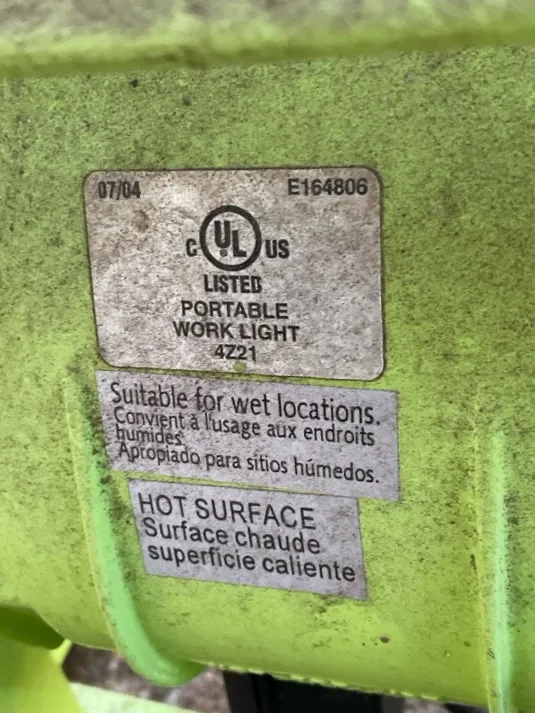 07/04 E164806
C UL US
LISTED
PORTABLE
WORK LIGHT
4Z21
Suitable for wet locations.
Convient à l'usage aux endroits
humides.
Apropiado para sitios húmedos.
HOT SURFACE
Surface chaude
superficie caliente